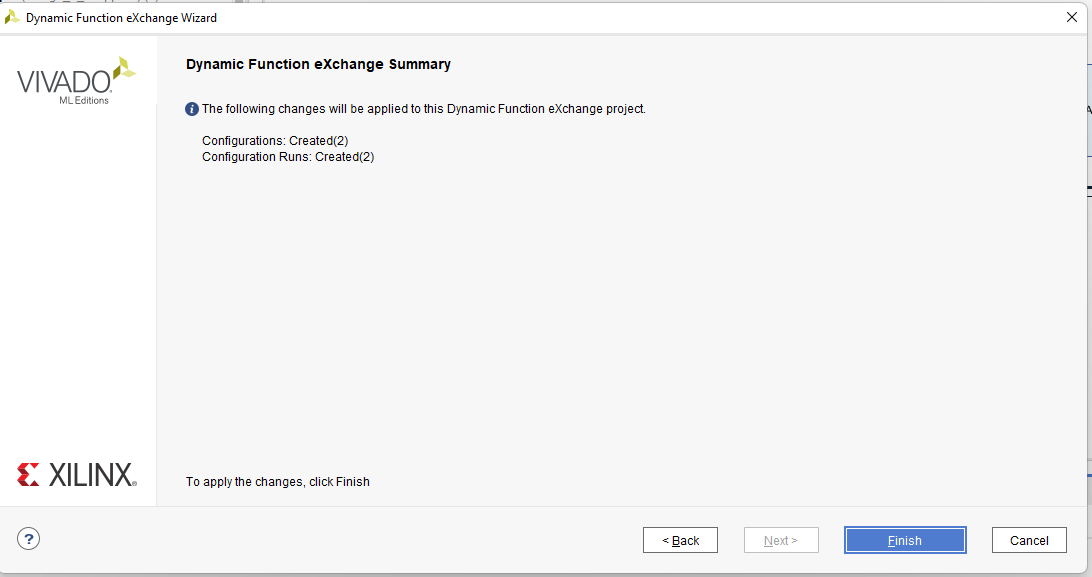 Dynamic Function eXchange Wizard
VIVADO
ML Editions
Dynamic Function eXchange Summary
The following changes will be applied to this Dynamic Function eXchange project.
Configurations: Created(2)
Configuration Runs: Created(2)
XILINX
To apply the changes, click Finish
?
< Back
Next >
Finish
Cancel